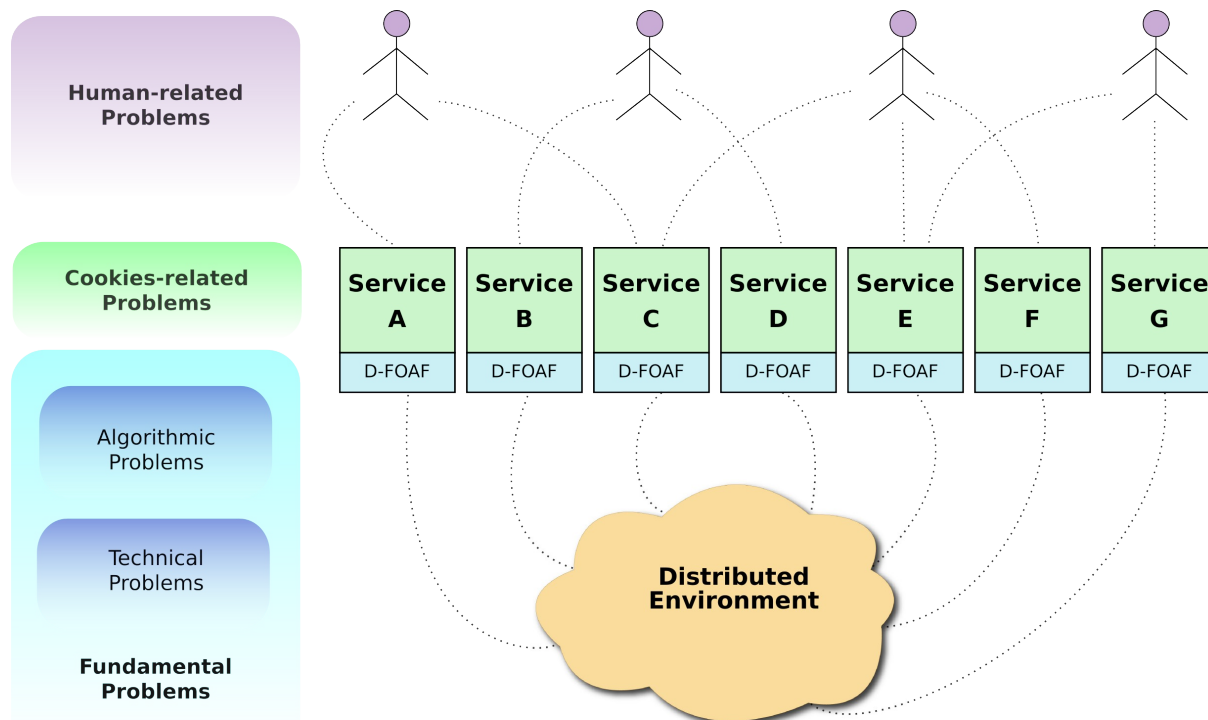 Human-related
Problems
Cookies-related
Problems
Service
A
Service
B
Service
C
Service
D
Service
E
Service
F
Service
G
D-FOAF
D-FOAF
D-FOAF
D-FOAF
D-FOAF
D-FOAF
D-FOAF
Algorithmic
Problems
Technical
Problems
Fundamental
Problems
Distributed
Environment